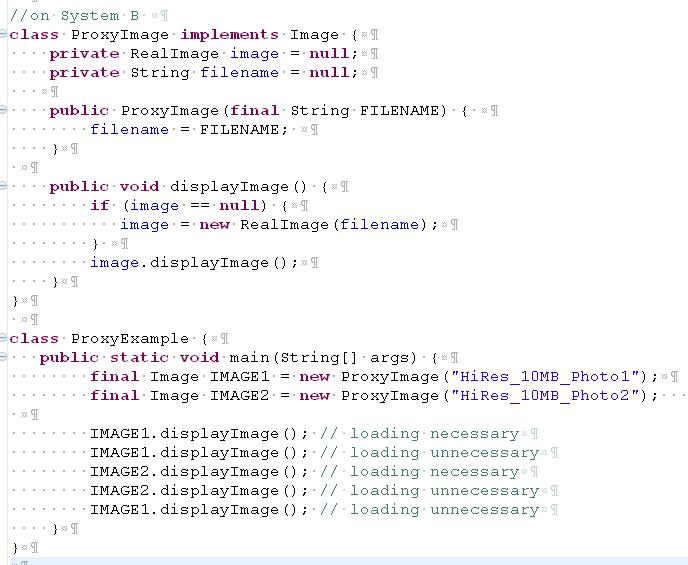 //on System B
class ProxyImage implements Image {
    private RealImage image = null;
    private String filename = null;
    public ProxyImage(final String FILENAME) {
        filename = FILENAME;
    }
    public void displayImage() {
        if (image == null) {
           image = new RealImage(filename);
        }
        image.displayImage();
    }
}
class ProxyExample {
   public static void main(String[] args) {
        final Image IMAGE1 = new ProxyImage("HiRes_10MB_Photo1");
        final Image IMAGE2 = new ProxyImage("HiRes_10MB_Photo2");
        IMAGE1.displayImage(); // loading necessary
        IMAGE1.displayImage(); // loading unnecessary
        IMAGE2.displayImage(); // loading necessary
        IMAGE2.displayImage(); // loading unnecessary
        IMAGE1.displayImage(); // loading unnecessary
    }
}